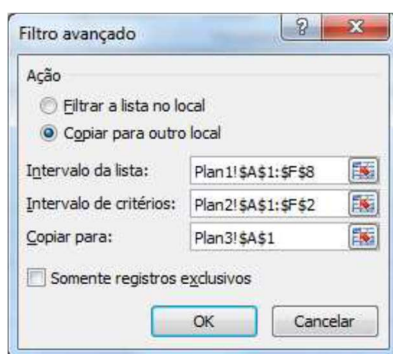 Filtro avançado
Ação
Filtrar a lista no local
Copiar para outro local
Intervalo da lista: Plan1!$A$1:$F$8
Intervalo de critérios: Plan2!$A$1:$F$2
Copiar para: Plan3!$A$1
Somente registros exclusivos
OK Cancelar